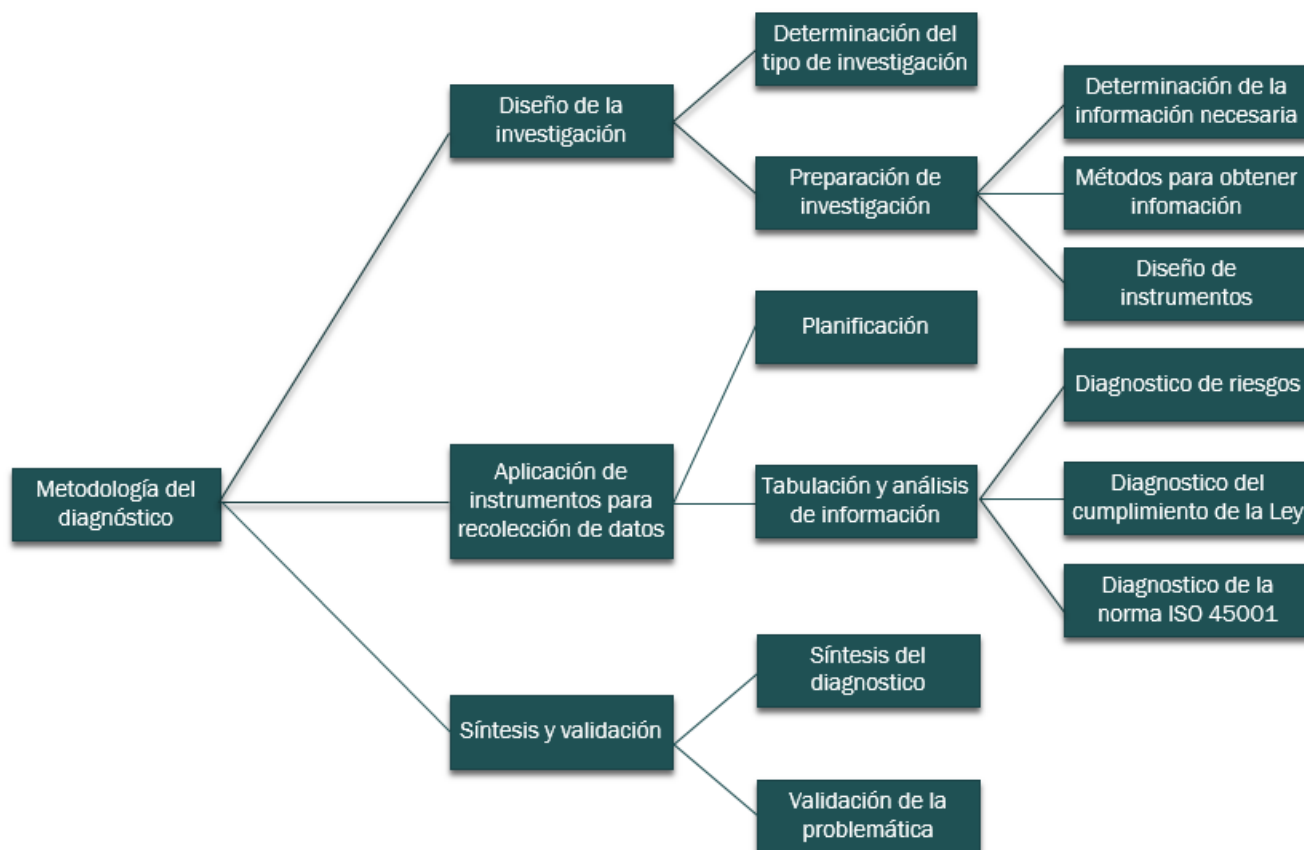 Determinación del
tipo de investigación
Diseño de la
investigación
Determinación de la
información necesaria
Preparación de
investigación
Métodos para obtener
infomación
Diseño de
instrumentos
Planificación
Diagnostico de riesgos
Metodología del
diagnóstico
Aplicación de
instrumentos para
recolección de datos
Tabulación y análisis
de información
Diagnostico del
cumplimiento de la Ley
Diagnostico de la
norma ISO 45001
Síntesis del
diagnostico
Síntesis y validación
Validación de la
problemática